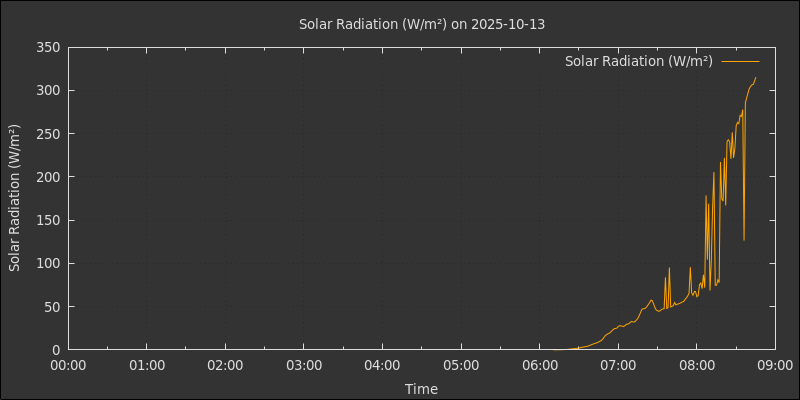 Solar Radiation (W/m²) on 2025-10-13
Solar Radiation (W/m²)
Solar Radiation (W/m²)
350
300
250
200
150
100
50
0
00:00 01:00 02:00 03:00 04:00 05:00 06:00 07:00 08:00 09:00
Time